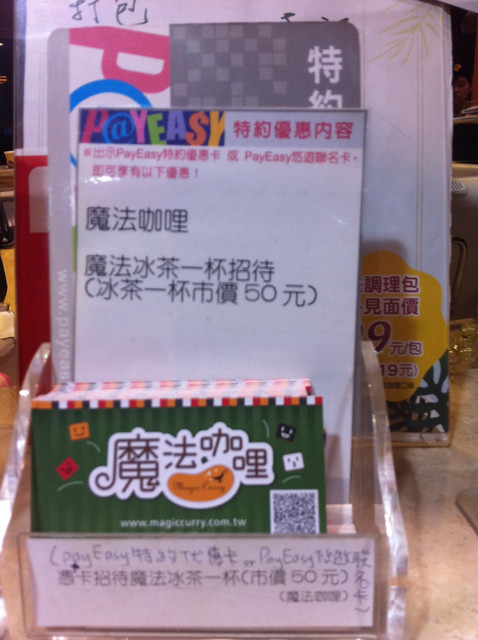 打包
特約
P@YEASY 特約優惠內容
※出示PayEasy特約優惠卡 或 PayEasy悠遊聯名卡,
即可享有以下優惠!
魔法咖哩
魔法冰茶一杯招待
(冰茶一杯市價50元)
www.payeas
調理包
見面價
9元/包
19元)
魔法咖哩
Magic Curry
www.magiccurry.com.tw
(payEasy特約优惠卡 or PayEasy悠遊聯名卡)
憑卡招待魔法冰茶一杯(市價50元)
(魔法咖哩)